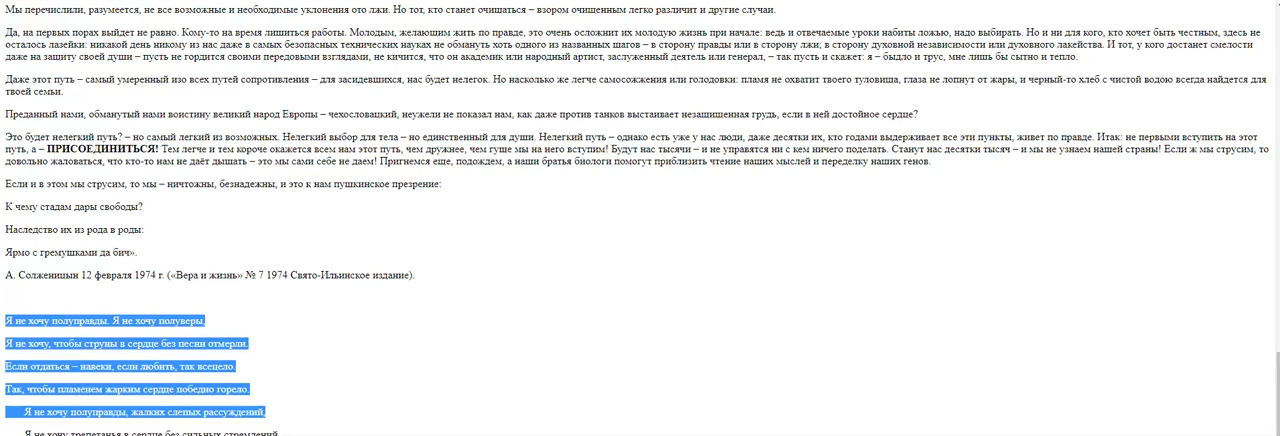 Мы перечислили, разумеется, не все возможные и необходимые уклонения ото лжи. Но тот, кто станет очищаться – взором очищенным легко различит и другие случаи.
Да, на первых порах выйдет не равно. Кому-то на время лишиться работы. Молодым, желающим жить по правде, это очень осложнит их молодую жизнь при начале: ведь и отвечаемые уроки набиты ложью, надо выбирать. Но и ни для кого, кто хочет быть честным, здесь не
осталось лазейки: никакой день никому из нас даже в самых безопасных технических науках не обмануть хоть одного из названных шагов – в сторону правды или в сторону лжи; в сторону духовной независимости или духовного лакейства. И тот, у кого достанет смелости
даже на защиту своей души – пусть не гордится своими передовыми взглядами, не кичится, что он академик или народный артист, заслуженный деятель или генерал, – так пусть и скажет: я – быдло и трус, мне лишь бы сытно и тепло.
Даже этот путь – самый умеренный изо всех путей сопротивления – для засидевшихся, нас будет нелегок. Но насколько же легче самосожжения или голодовки: пламя не охватит твоего туловища, глаза не лопнут от жары, и черный-то хлеб с чистой водою всегда найдется для
твоей семьи.
Преданный нами, обманутый нами воистину великий народ Европы – чехословацкий, неужели не показал нам, как даже против танков выстаивает незащищенная грудь, если в ней достойное сердце?
Это будет нелегкий путь? – но самый легкий из возможных. Нелегкий выбор для тела – но единственный для души. Нелегкий путь – однако есть уже у нас люди, даже десятки их, кто годами выдерживает все эти пункты, живет по правде. Итак: не первыми вступить на этот
путь, а – ПРИСОЕДИНИТЬСЯ! Тем легче и тем короче окажется всем нам этот путь, чем дружнее, чем гуще мы на него вступим! Будут нас тысячи – и не управятся ни с кем ничего поделать. Станут нас десятки тысяч – и мы не узнаем нашей страны! Если ж мы струсим, то
довольно жаловаться, что кто-то нам не даёт дышать – это мы сами себе не даем! Пригнемся еще, подождем, а наши братья биологи помогут приблизить чтение наших мыслей и переделку наших генов.
Если и в этом мы струсим, то мы – ничтожны, безнадежны, и это к нам пушкинское презрение:
К чему стадам дары свободы?
Наследство их из рода в роды:
Ярмо с гремушками да бич».
А. Солженицын 12 февраля 1974 г. («Вера и жизнь» № 7 1974 Свято-Ильинское издание).
Я не хочу полуправды. Я не хочу полуверы,
Я не хочу, чтобы струны в сердце без песни отмерли.
Если отдаться – навеки, если любить, так всецело.
Так, чтобы пламенем жарким сердце победно горело.
Я не хочу полуправды, жалких слепых рассуждений,
Я не хочу трепетанья в сердце без сильных стремлений.